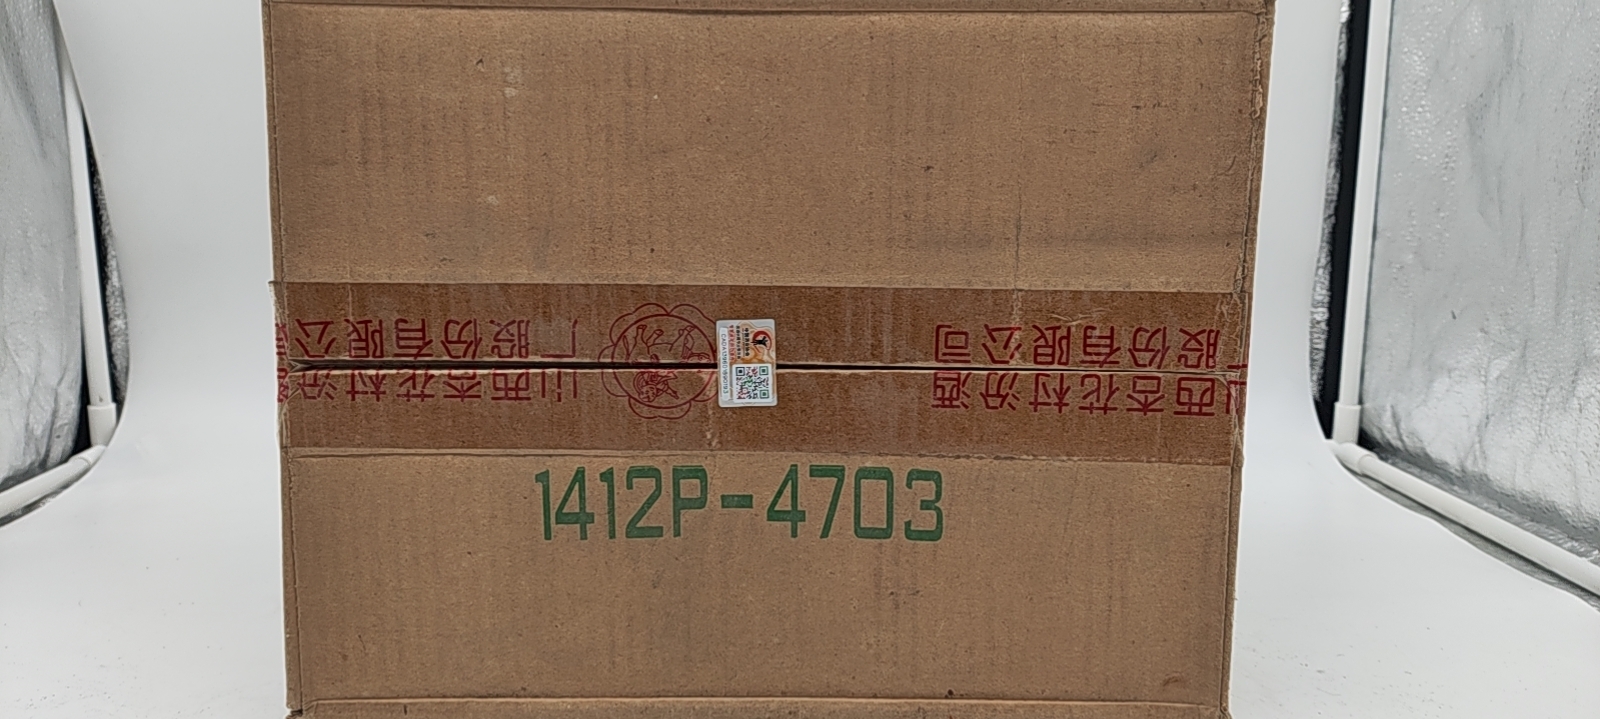 山西杏花村汾酒
股份有限公司
山西杏花村汾
厂股份有限公
1412P-4703